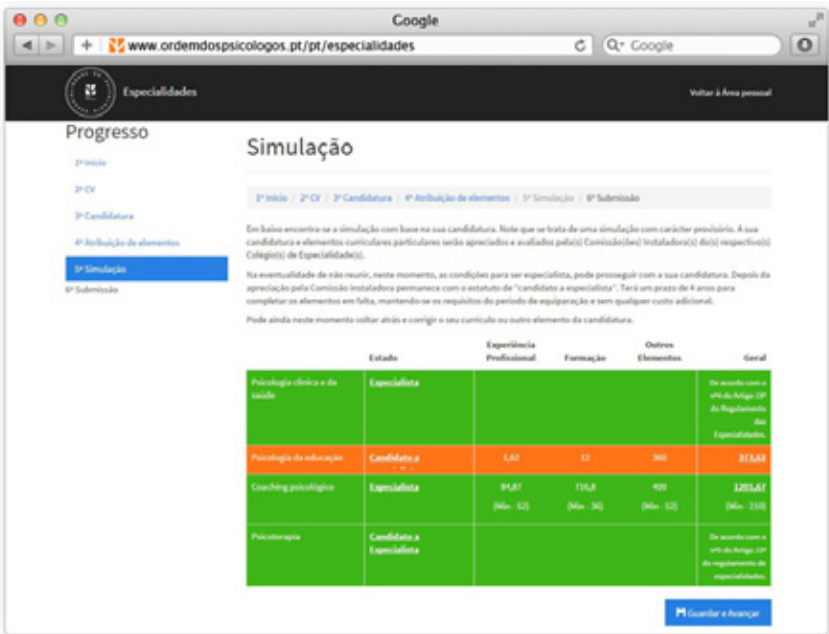 Google
www.ordemdospsicologos.pt/pt/especialidades
Google
Especialidades
Voltar à Área pessoal
Progresso
1º Início
2º CV
3º Candidatura
4º Atribuição de elementos
5º Simulação
6º Submissão
Simulação
1º Início / 2º CV / 3º Candidatura / 4º Atribuição de elementos / 5º Simulação / 6º Submissão
Em baixo encontra-se a simulação com base na sua candidatura. Note que se trata de uma simulação com carácter provisório. A sua
candidatura e elementos curriculares particulares serão apreciados e avaliados pela(s) Comissão(ões) Instaladora(s) do(s) respectivo(s)
Colégio(s) de Especialidade(s).
Na eventualidade de não reunir, neste momento, as condições para ser especialista, pode prosseguir com a sua candidatura. Depois da
apreciação pela Comissão instaladora permanece com o estatuto de "candidato a especialista". Terá um prazo de 4 anos para
completar os elementos em falta, mantendo-se os requisitos do período de equiparação e sem qualquer custo adicional.
Pode ainda neste momento voltar atrás e corrigir o seu currículo ou outro elemento da candidatura.
Estado
Experiência
Profissional
Formação
Outros
Elementos
Geral
Psicologia clínica e da
saúde
Especialista
De acordo com o
nº4 do Artigo 19º
do Regulamento
das
Especialidades.
Psicologia da educação
Candidato a
1,62
12
360
373,62
Coaching psicológico
Especialista
84,87
716,8
400
1201,67
(Min - 52)
(Min - 36)
(Min - 52)
(Min - 210)
Psicoterapia
Candidato a
Especialista
De acordo com o
do Artigo 19º
do regulamento de
especialidades.
Guardar e Avançar